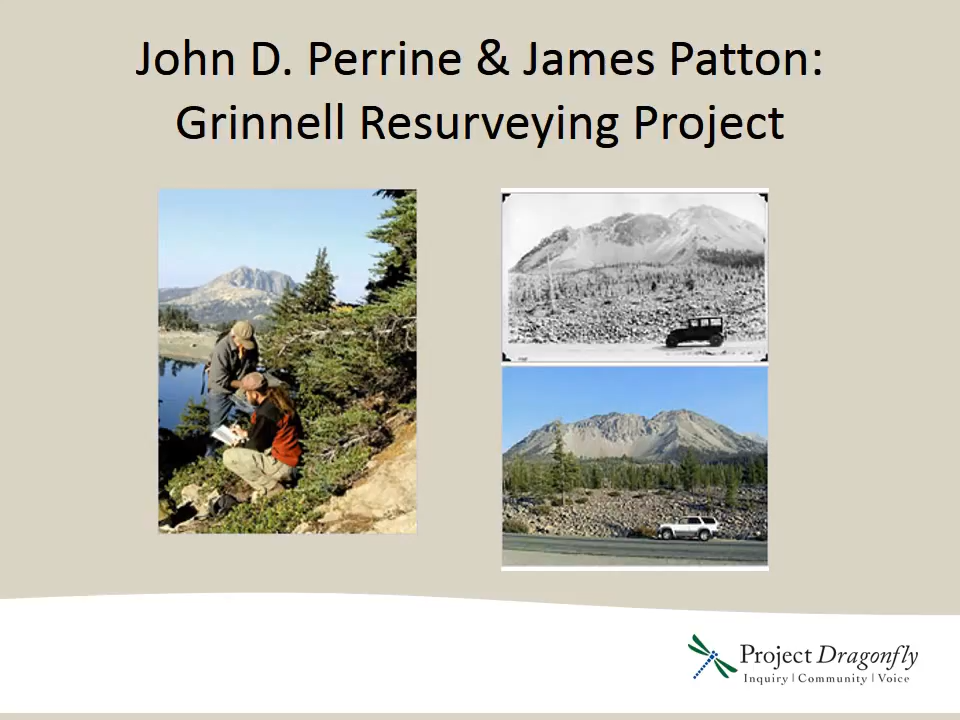 John D. Perrine & James Patton:
Grinnell Resurveying Project
Project Dragonfly
Inquiry | Community | Voice